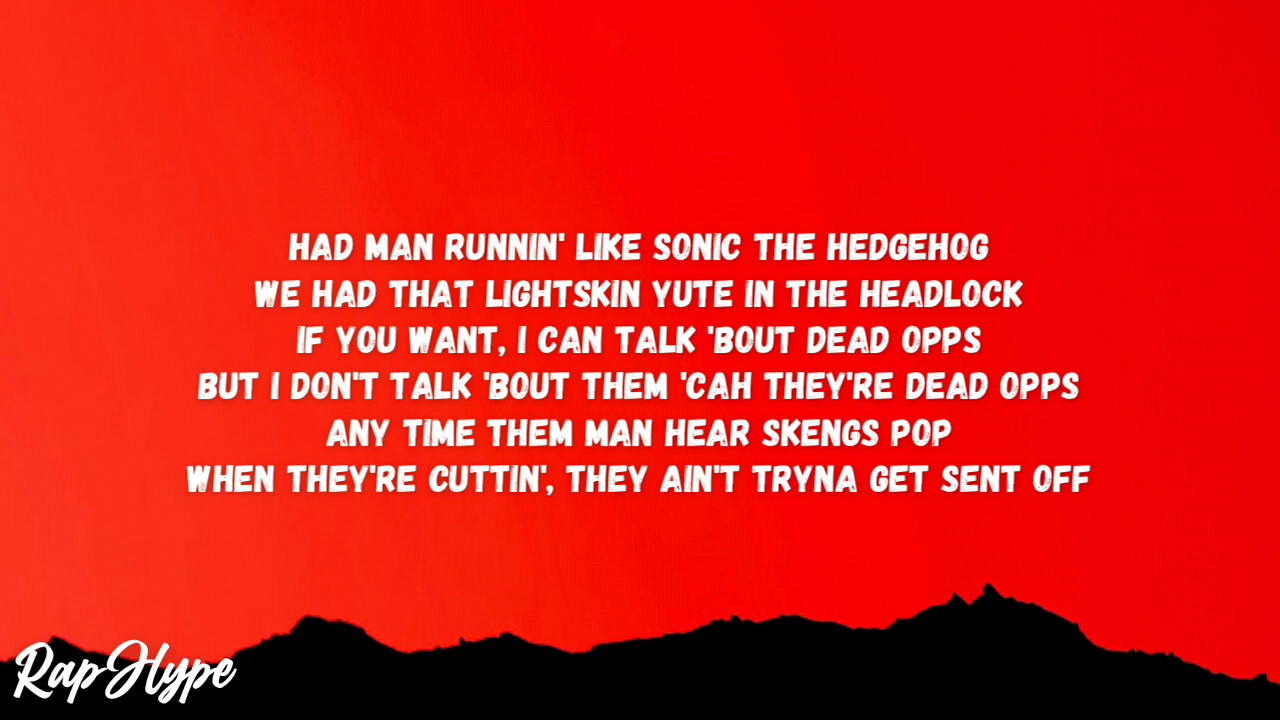 HAD MAN RUNNIN' LIKE SONIC THE HEDGEHOG
WE HAD THAT LIGHTSKIN YUTE IN THE HEADLOCK
IF YOU WANT, I CAN TALK 'BOUT DEAD OPPS
BUT I DON'T TALK 'BOUT THEM 'CAH THEY'RE DEAD OPPS
ANY TIME THEM MAN HEAR SKENGS POP
WHEN THEY'RE CUTTIN', THEY AIN'T TRYNA GET SENT OFF
RapHype